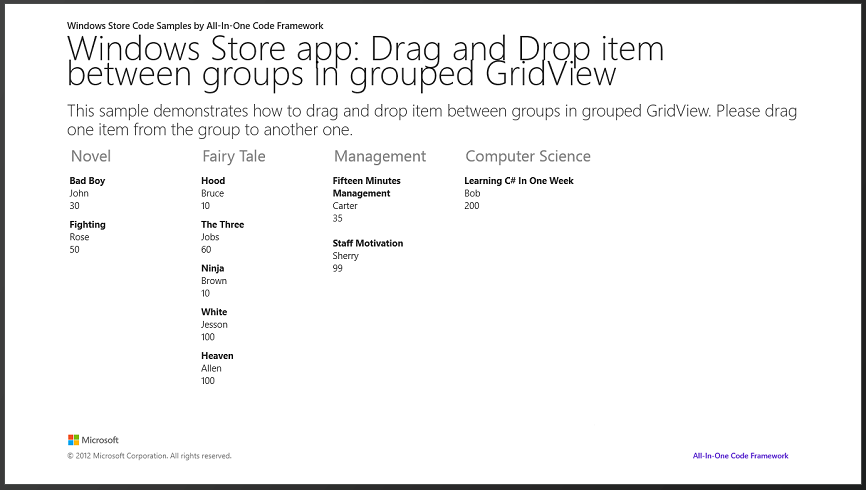 Windows Store Code Samples by All-In-One Code Framework
Windows Store app: Drag and Drop item
between groups in grouped GridView
This sample demonstrates how to drag and drop item between groups in grouped GridView. Please drag
one item from the group to another one.
Novel
Bad Boy
John
30
Fighting
Rose
50
Fairy Tale
Hood
Bruce
10
The Three
Jobs
60
Ninja
Brown
10
White
Jesson
100
Heaven
Allen
100
Management
Fifteen Minutes
Management
Carter
35
Staff Motivation
Sherry
99
Computer Science
Learning C# In One Week
Bob
200
Microsoft
© 2012 Microsoft Corporation. All rights reserved.
All-In-One Code Framework